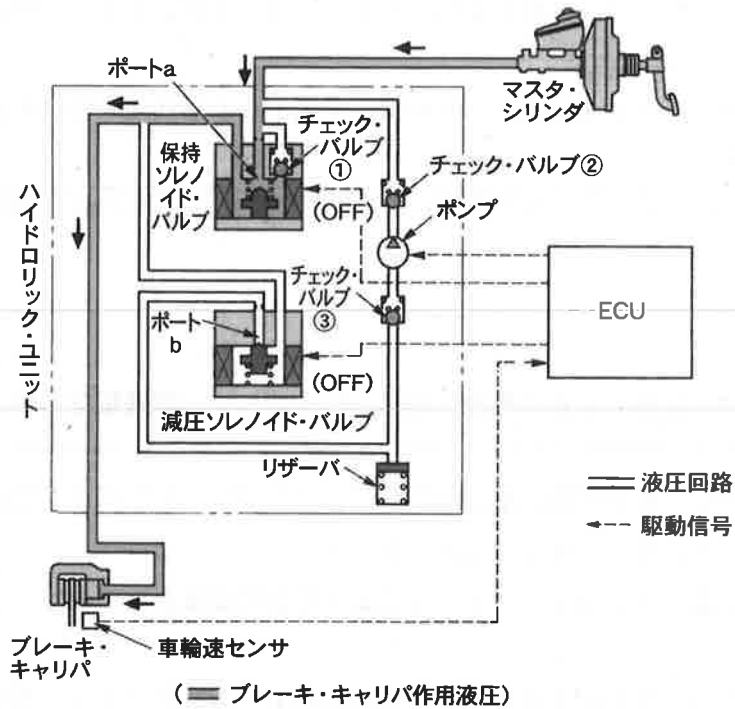 マスタ・
シリンダ
ポートa
チェック・
バルブ
①
保持
ソレノ
イド・
バルブ
(OFF)
チェック・バルブ②
ポンプ
ハイドロリック・ユニット
チェック・
バルブ
③
ポート
b
(OFF)
ECU
減圧ソレノイド・バルブ
リザーバ
液圧回路
駆動信号
ブレーキ・
キャリパ
車輪速センサ
( ブレーキ・キャリパ作用液圧)